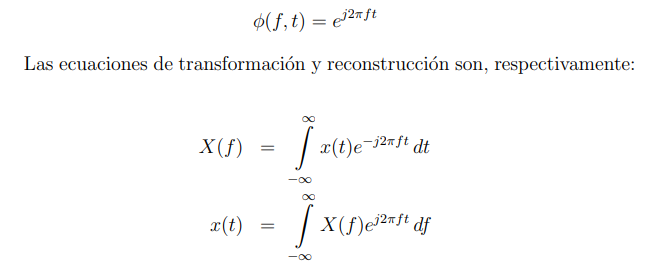 ϕ(f, t) = e^{j2πft}
Las ecuaciones de transformación y reconstrucción son, respectivamente:
X(f) = ∫_{−∞}^{∞} x(t)e^{−j2πft} dt
x(t) = ∫_{−∞}^{∞} X(f)e^{j2πft} df